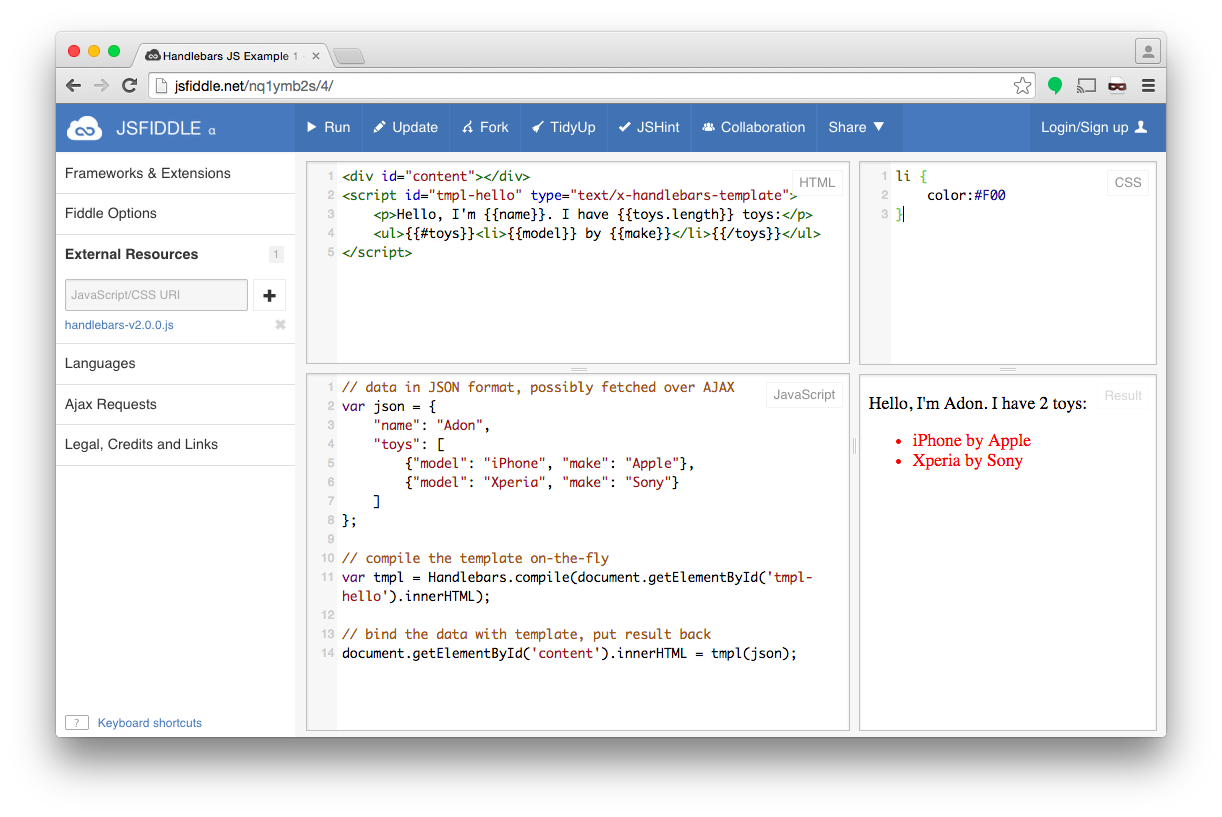 Handlebars JS Example 1
jsfiddle.net/nq1ymb2s/4/
JSFIDDLE α
Run
Update
Fork
TidyUp
JSHint
Collaboration
Share ▼
Login/Sign up
Frameworks & Extensions
Fiddle Options
External Resources 1
JavaScript/CSS URI
handlebars-v2.0.0.js
Languages
Ajax Requests
Legal, Credits and Links
? Keyboard shortcuts
HTML
1 <div id="content"></div>
2 <script id="tmpl-hello" type="text/x-handlebars-template">
3     <p>Hello, I'm {{name}}. I have {{toys.length}} toys:</p>
4     <ul>{{#toys}}<li>{{model}} by {{make}}</li>{{/toys}}</ul>
5 </script>
CSS
1 li {
2     color:#F00
3 }
JavaScript
1 // data in JSON format, possibly fetched over AJAX
2 var json = {
3     "name": "Adon",
4     "toys": [
5         {"model": "iPhone", "make": "Apple"},
6         {"model": "Xperia", "make": "Sony"}
7     ]
8 };
9
10 // compile the template on-the-fly
11 var tmpl = Handlebars.compile(document.getElementById('tmpl-
hello').innerHTML);
12
13 // bind the data with template, put result back
14 document.getElementById('content').innerHTML = tmpl(json);
Result
Hello, I'm Adon. I have 2 toys:
• iPhone by Apple
• Xperia by Sony